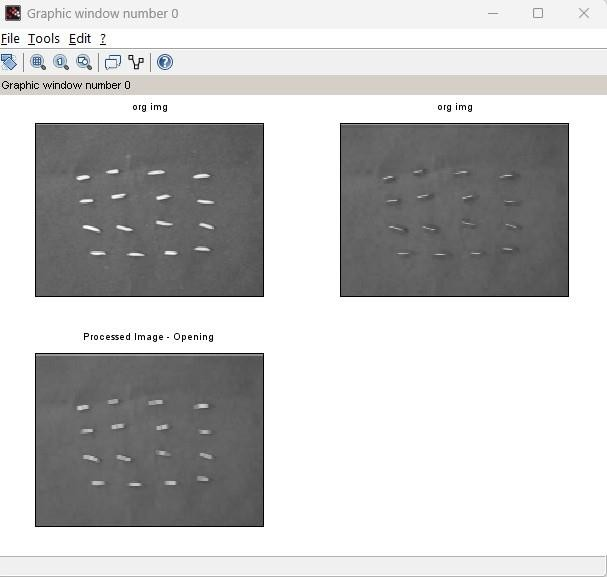 Graphic window number 0
File Tools Edit ?
Graphic window number 0
org img
org img
Processed Image - Opening